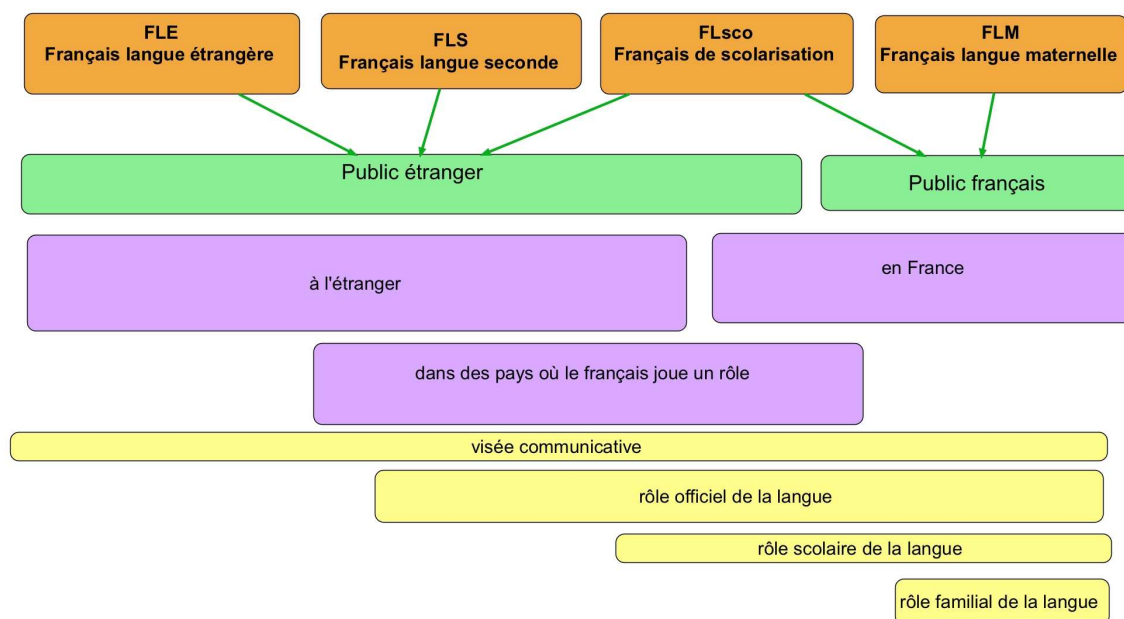 FLE
Français langue étrangère
FLS
Français langue seconde
FLsco
Français de scolarisation
FLM
Français langue maternelle
Public étranger
Public français
à l'étranger
en France
dans des pays où le français joue un rôle
visée communicative
rôle officiel de la langue
rôle scolaire de la langue
rôle familial de la langue